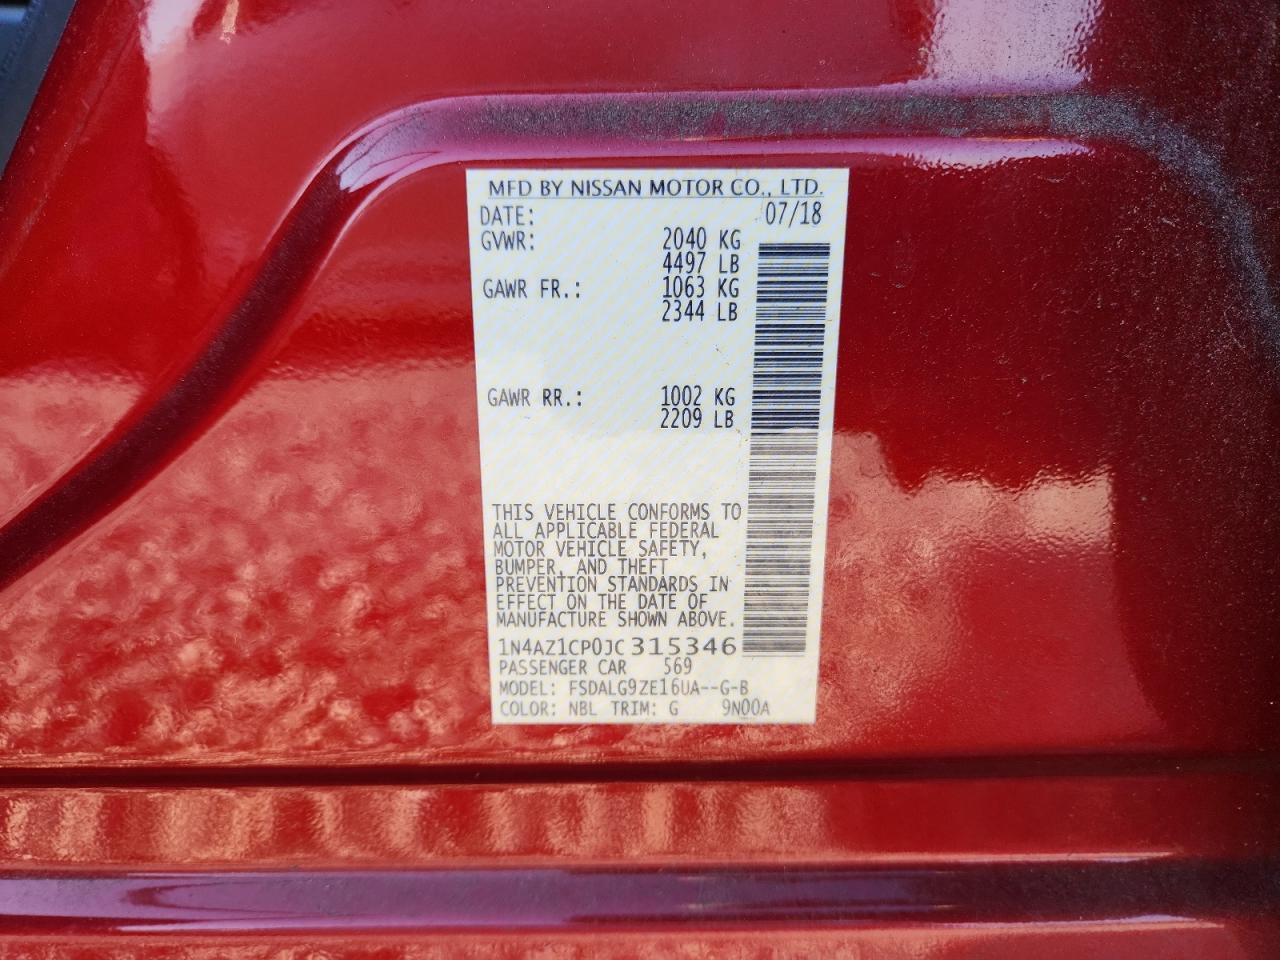 MFD BY NISSAN MOTOR CO., LTD.
DATE: 07/18
GVWR: 2040 KG
4497 LB
GAWR FR.: 1063 KG
2344 LB
GAWR RR.: 1002 KG
2209 LB
THIS VEHICLE CONFORMS TO
ALL APPLICABLE FEDERAL
MOTOR VEHICLE SAFETY,
BUMPER, AND THEFT
PREVENTION STANDARDS IN
EFFECT ON THE DATE OF
MANUFACTURE SHOWN ABOVE.
1N4AZ1CP0JC315346
PASSENGER CAR 569
MODEL: FSDALG9ZE16UA--G-B
COLOR: NBL TRIM: G 9N00A